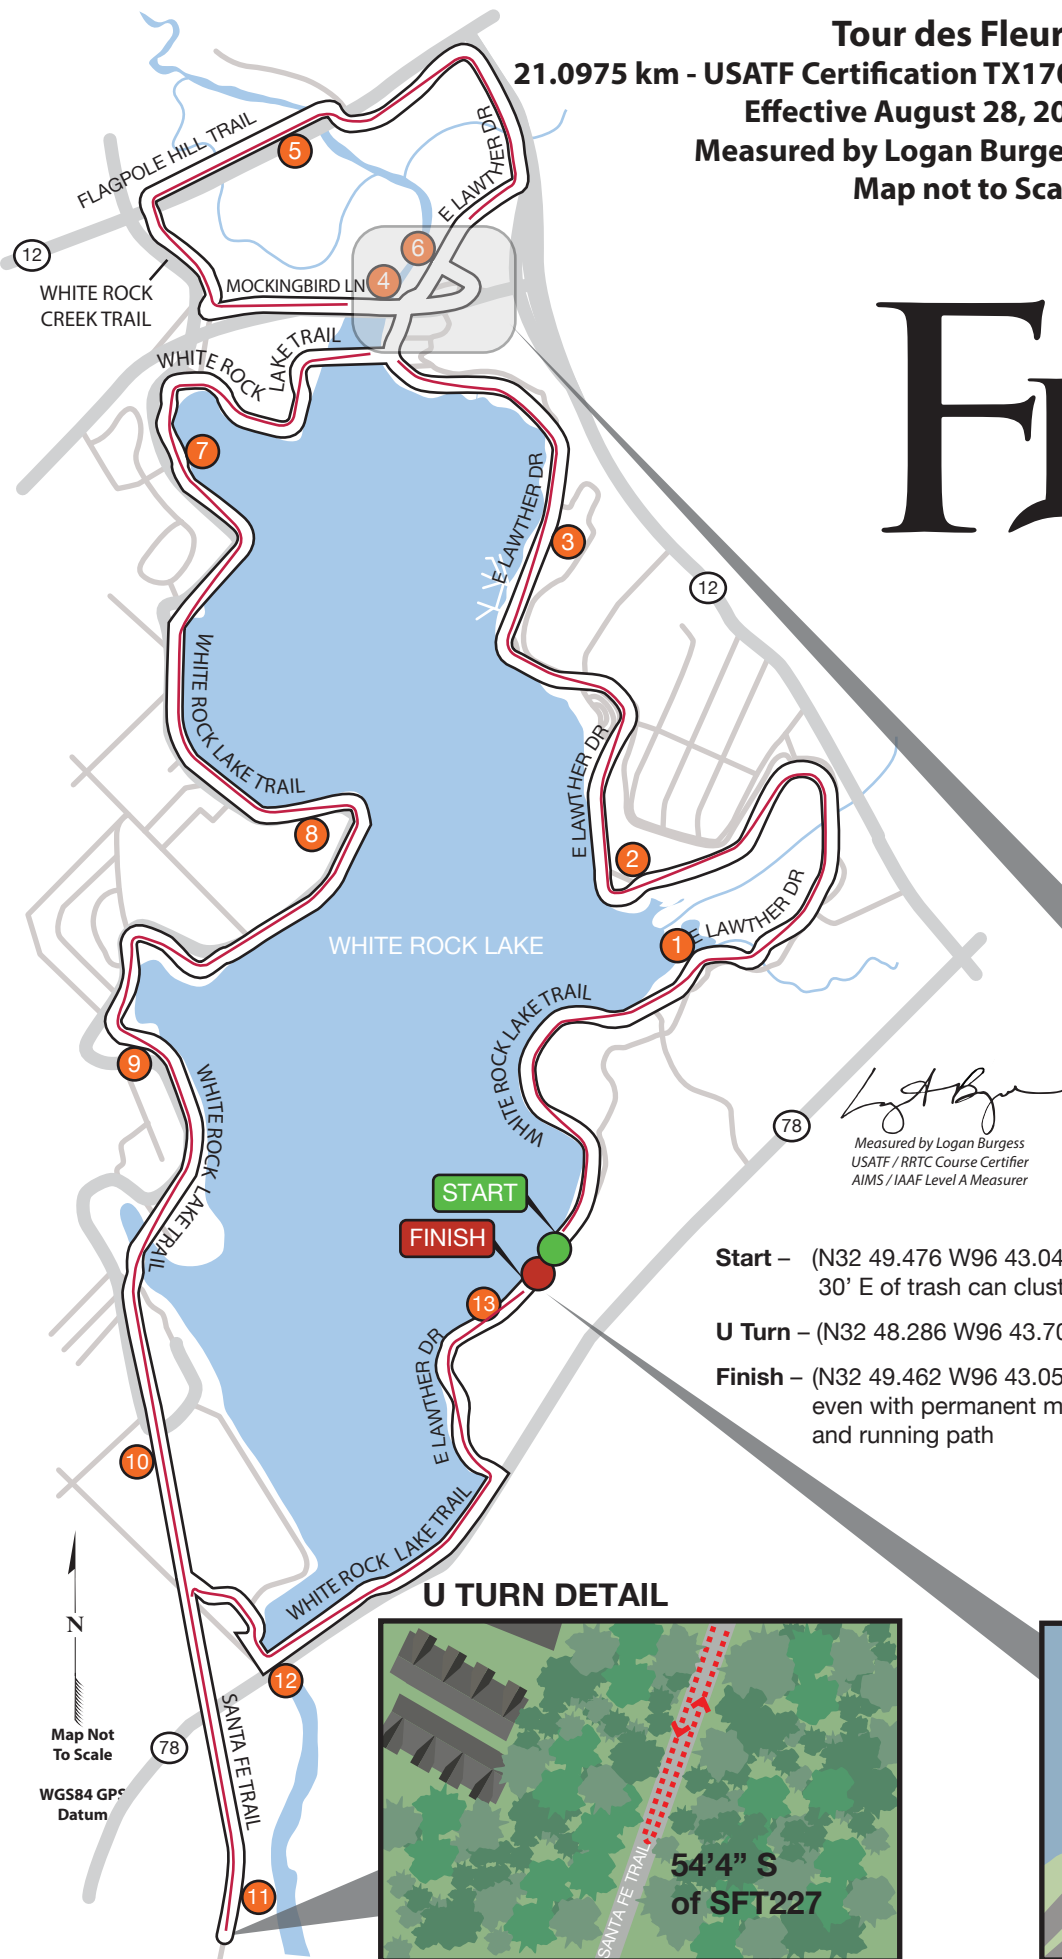 Tour des Fleur
21.0975 km - USATF Certification TX170
Effective August 28, 20
Measured by Logan Burge
Map not to Sca
FLAGPOLE HILL TRAIL
5
E LAWTHER DR
E LAWTHER DR
12
WHITE ROCK
CREEK TRAIL
MOCKINGBIRD LN
4
6
WHITE ROCK
LAKE TRAIL
7
E LAWTHER DR
3
12
WHITE ROCK LAKE TRAIL
E LAWTHER DR
8
2
WHITE ROCK LAKE
1
E LAWTHER DR
WHITE ROCK LAKE TRAIL
9
WHITE ROCK LAKE TRAIL
78
Measured by Logan Burgess
USATF / RRTC Course Certifier
AIMS / IAAF Level A Measurer
START
FINISH
13
E LAWTHER DR
Start – (N32 49.476 W96 43.04
30' E of trash can clust
U Turn – (N32 48.286 W96 43.70
Finish – (N32 49.462 W96 43.05
even with permanent m
and running path
10
WHITE ROCK LAKE TRAIL
N
Map Not
To Scale
WGS84 GPS
Datum
78
12
SANTA FE TRAIL
11
U TURN DETAIL
SANTA FE TRAIL
54'4” S
of SFT227